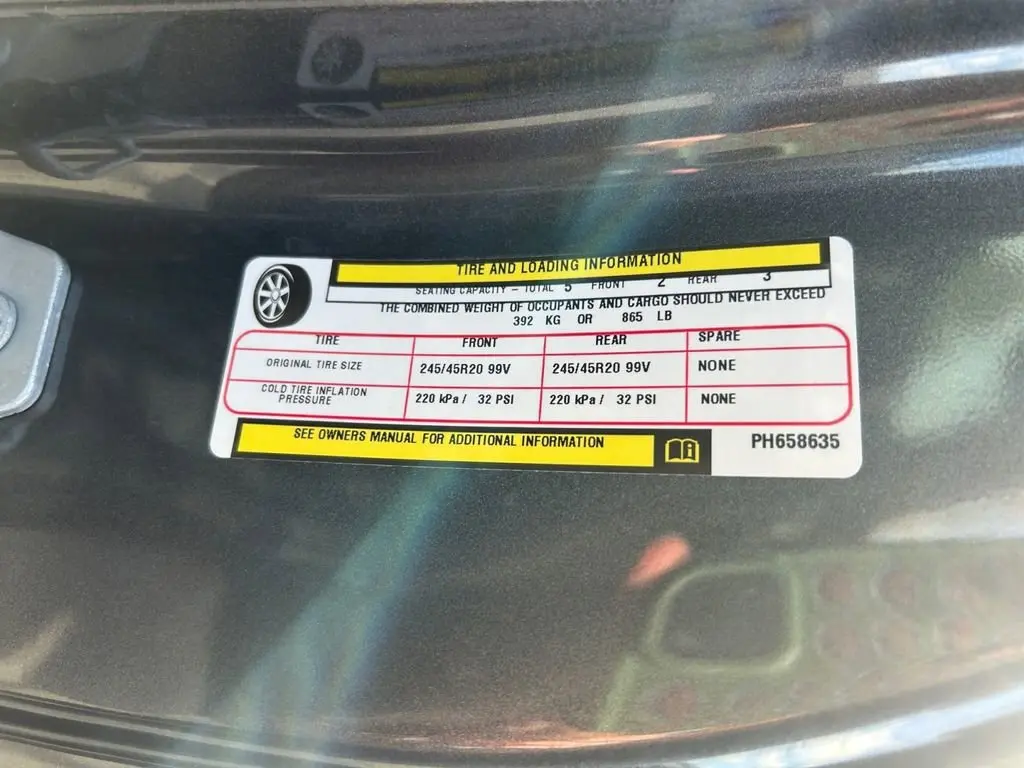 TIRE AND LOADING INFORMATION
SEATING CAPACITY - TOTAL 5 FRONT 2 REAR 3
THE COMBINED WEIGHT OF OCCUPANTS AND CARGO SHOULD NEVER EXCEED
392 KG OR 865 LB
TIRE FRONT REAR SPARE
ORIGINAL TIRE SIZE 245/45R20 99V 245/45R20 99V NONE
COLD TIRE INFLATION
PRESSURE 220 kPa / 32 PSI 220 kPa / 32 PSI NONE
SEE OWNERS MANUAL FOR ADDITIONAL INFORMATION
PH658635